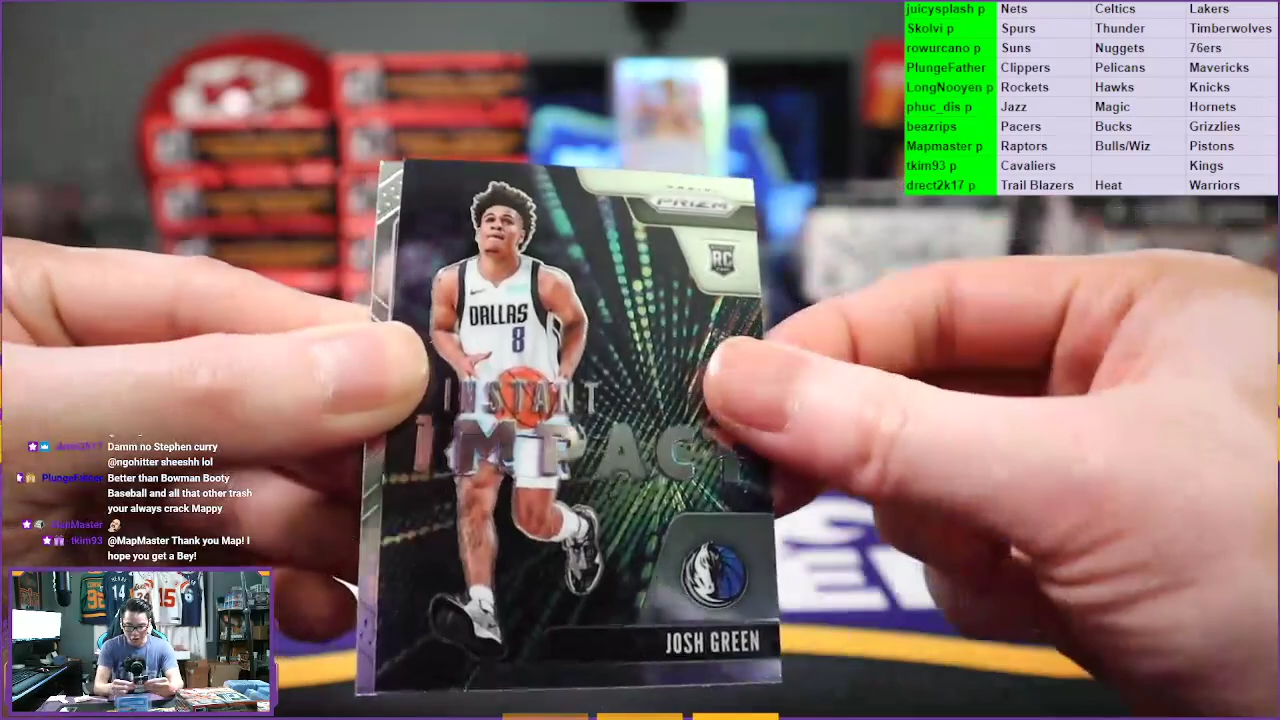 juicysplash p Nets Celtics Lakers
Skolvi p Spurs Thunder Timberwolves
rowurcano p Suns Nuggets 76ers
PlungeFather Clippers Pelicans Mavericks
LongNooyen p Rockets Hawks Knicks
phuc_dis p Jazz Magic Hornets
beazrips Pacers Bucks Grizzlies
Mapmaster p Raptors Bulls/Wiz Pistons
tkim93 p Cavaliers Kings
drect2k17 p Trail Blazers Heat Warriors
PANINI
PRIZM
RC
DALLAS
8
INSTANT
IMPACT
JOSH GREEN
Damm no Stephen curry
@ngohitter sheeshh lol
PlungeFather Better than Bowman Booty
Baseball and all that other trash
your always crack Mappy
MapMaster
tkim93 @MapMaster Thank you Map! I
hope you get a Bey!